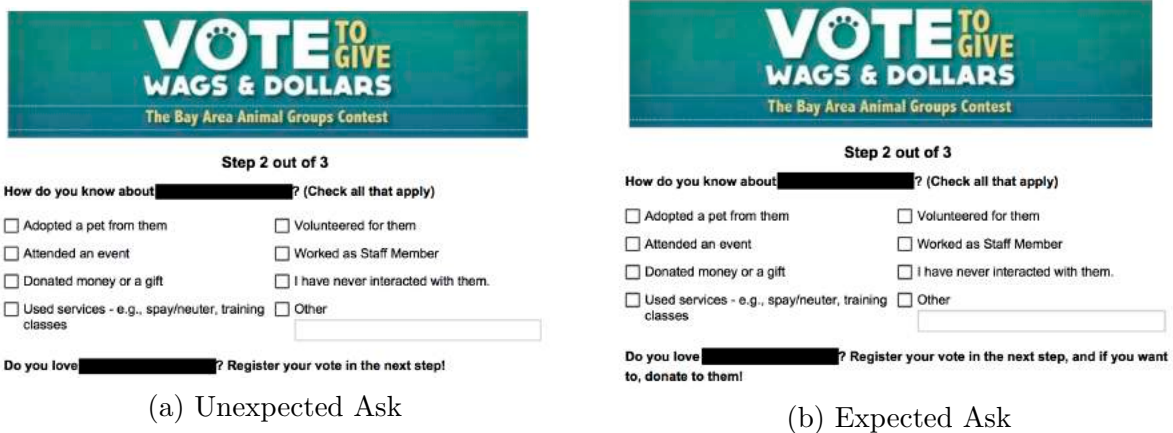 VOTE TO GIVE
WAGS & DOLLARS
The Bay Area Animal Groups Contest
Step 2 out of 3
How do you know about ? (Check all that apply)
Adopted a pet from them
Volunteered for them
Attended an event
Worked as Staff Member
Donated money or a gift
I have never interacted with them.
Used services - e.g., spay/neuter, training
classes
Other
Do you love ? Register your vote in the next step!
(a) Unexpected Ask
VOTE TO GIVE
WAGS & DOLLARS
The Bay Area Animal Groups Contest
Step 2 out of 3
How do you know about ? (Check all that apply)
Adopted a pet from them
Volunteered for them
Attended an event
Worked as Staff Member
Donated money or a gift
I have never interacted with them.
Used services - e.g., spay/neuter, training
classes
Other
Do you love ? Register your vote in the next step, and if you want
to, donate to them!
(b) Expected Ask